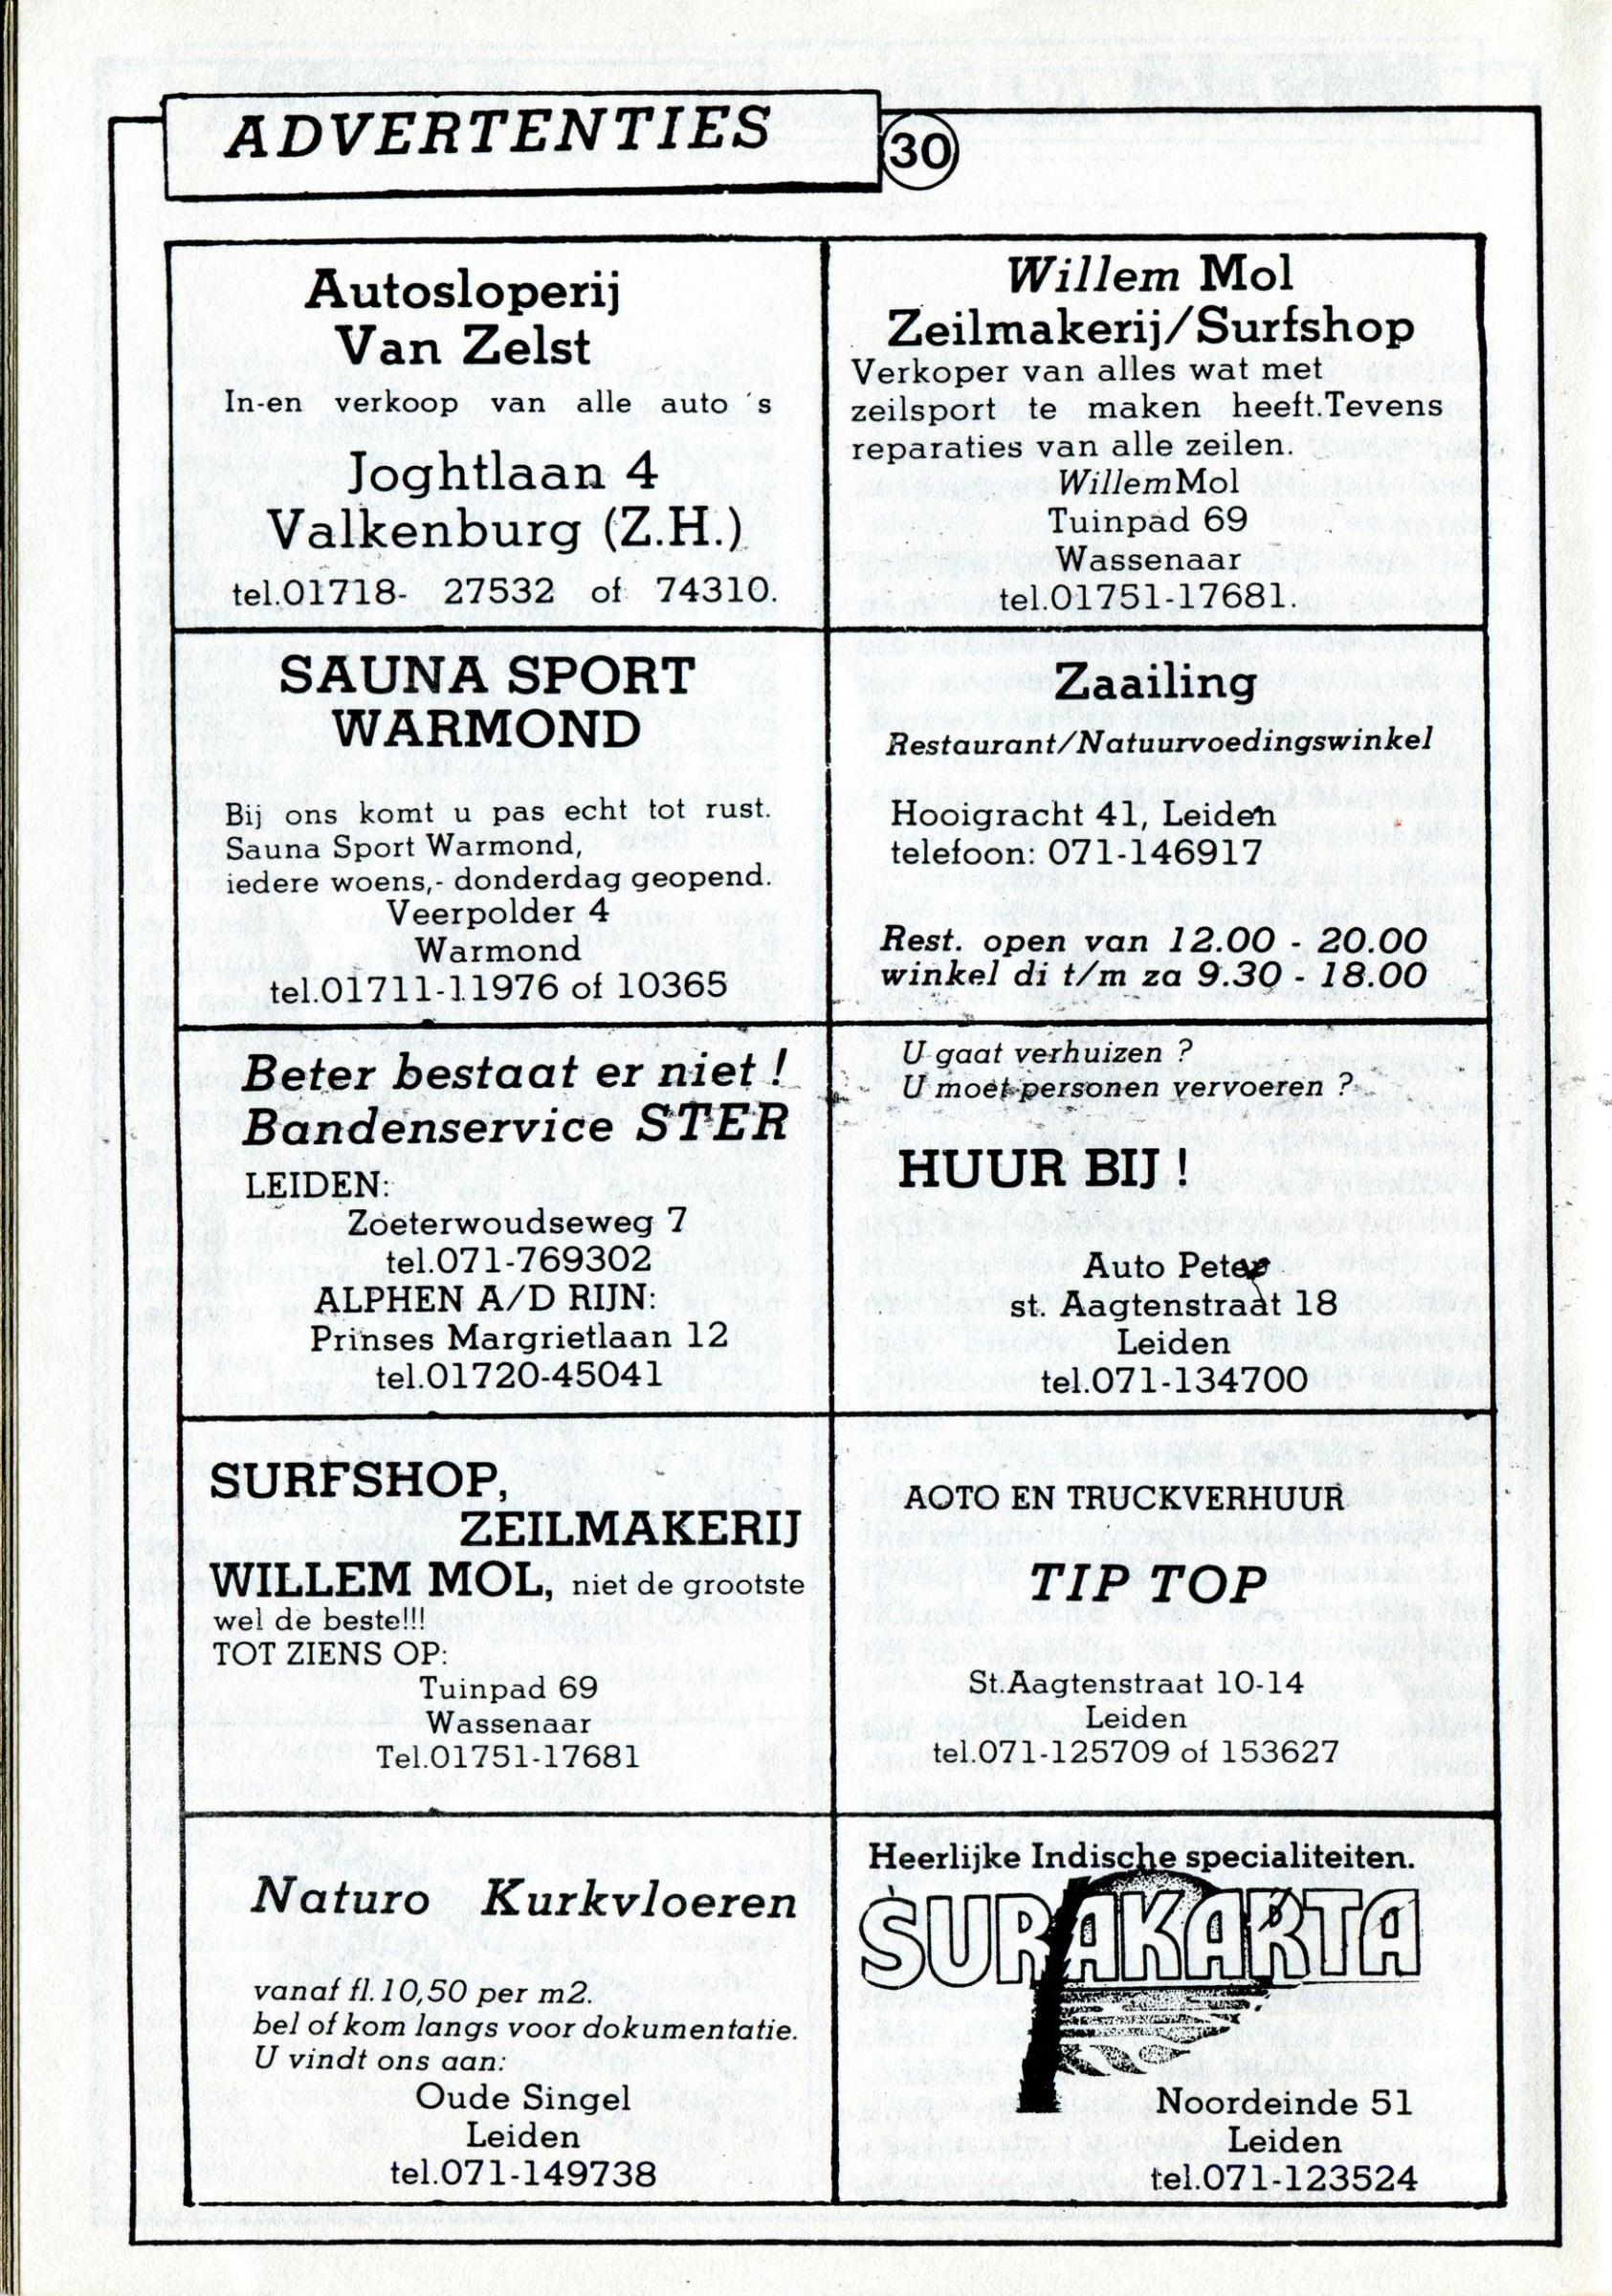 ADVERTENTIES
30
Autosloperij
Van Zelst
In-en verkoop van alle auto 's
Joghtlaan 4
Valkenburg (Z.H.)
tel.01718- 27532 of 74310.
Willem Mol
Zeilmakerij/Surfshop
Verkoper van alles wat met
zeilsport te maken heeft.Tevens
reparaties van alle zeilen.
WillemMol
Tuinpad 69
Wassenaar
tel.01751-17681.
SAUNA SPORT
WARMOND
Bij ons komt u pas echt tot rust.
Sauna Sport Warmond,
iedere woens,- donderdag geopend.
Veerpolder 4
Warmond
tel.01711-11976 of 10365
Zaailing
Restaurant/Natuurvoedingswinkel
Hooigracht 41, Leiden
telefoon: 071-146917
Rest. open van 12.00 - 20.00
winkel di t/m za 9.30 - 18.00
Beter bestaat er niet !
Bandenservice STER
LEIDEN:
Zoeterwoudseweg 7
tel.071-769302
ALPHEN A/D RIJN:
Prinses Margrietlaan 12
tel.01720-45041
U gaat verhuizen ?
U moet personen vervoeren ?
HUUR BIJ !
Auto Peter
st. Aagtenstraat 18
Leiden
tel.071-134700
SURFSHOP,
ZEILMAKERIJ
WILLEM MOL, niet de grootste
wel de beste!!!
TOT ZIENS OP:
Tuinpad 69
Wassenaar
Tel.01751-17681
AOTO EN TRUCKVERHUUR
TIP TOP
St.Aagtenstraat 10-14
Leiden
tel.071-125709 of 153627
Naturo Kurkvloeren
vanaf fl.10,50 per m2.
bel of kom langs voor dokumentatie.
U vindt ons aan:
Oude Singel
Leiden
tel.071-149738
Heerlijke Indische specialiteiten.
SURAKARTA
Noordeinde 51
Leiden
tel.071-123524